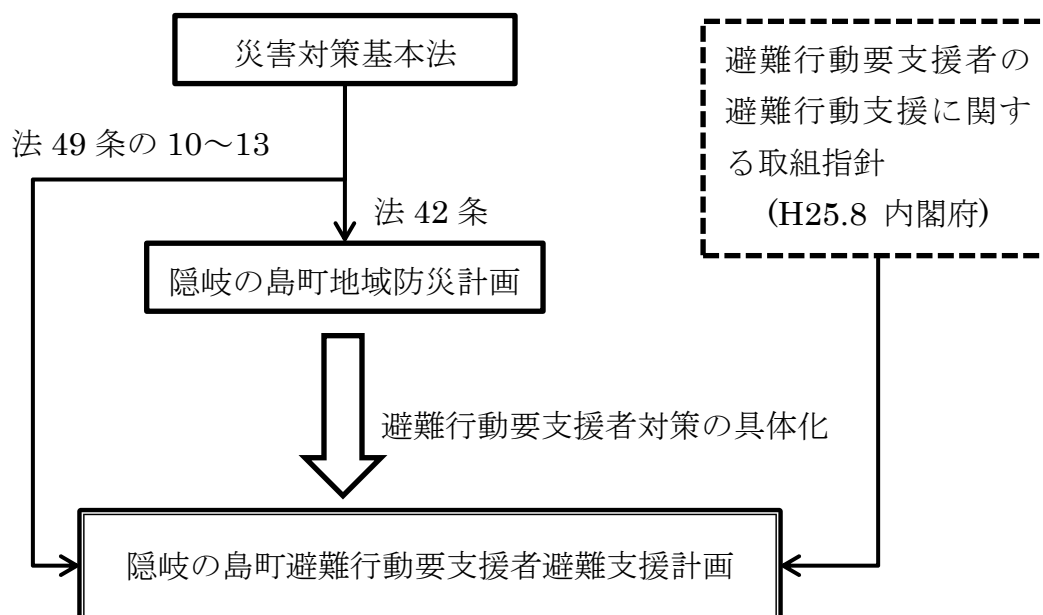 災害対策基本法
避難行動要支援者の
避難行動支援に関す
る取組指針
(H25.8 内閣府)
法 49 条の 10～13
法 42 条
隠岐の島町地域防災計画
避難行動要支援者対策の具体化
隠岐の島町避難行動要支援者避難支援計画